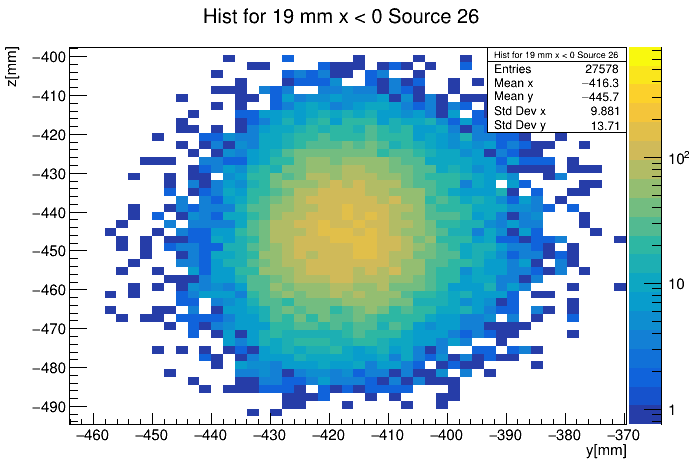 Hist for 19 mm x < 0 Source 26
z[mm]
Hist for 19 mm x < 0 Source 26
Entries 27578
Mean x −416.3
Mean y −445.7
Std Dev x 9.881
Std Dev y 13.71
−400
−410
−420
−430
−440
−450
−460
−470
−480
−490
−460 −450 −440 −430 −420 −410 −400 −390 −380 −370
y[mm]
10²
10
1